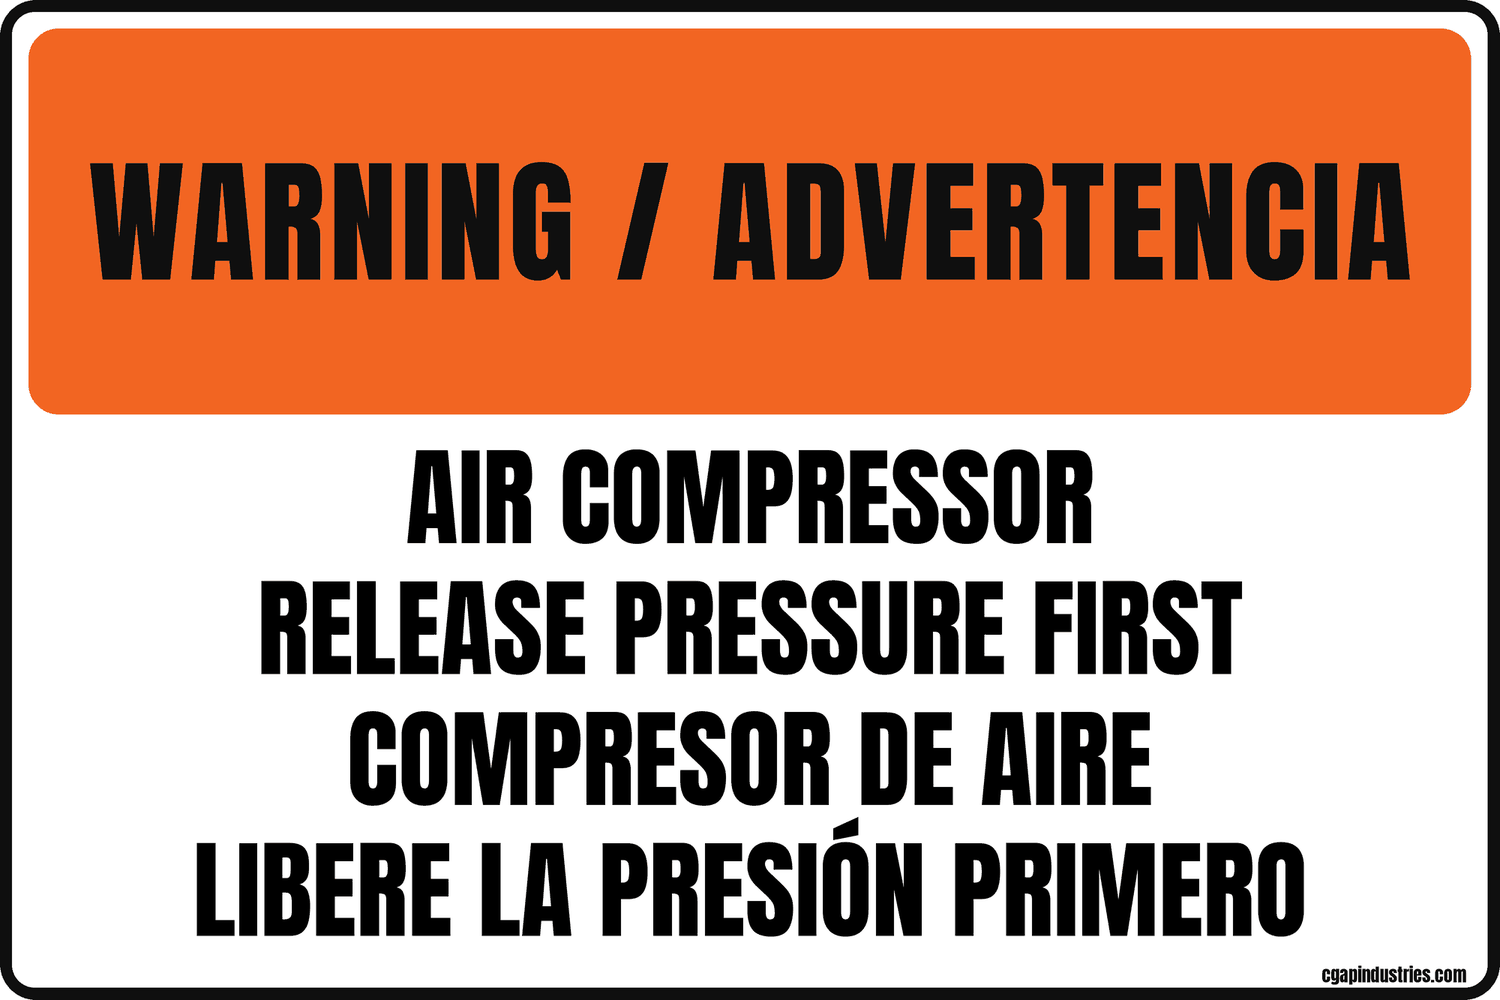 WARNING / ADVERTENCIA
AIR COMPRESSOR
RELEASE PRESSURE FIRST
COMPRESOR DE AIRE
LIBERE LA PRESIÓN PRIMERO
cgapindustries.com